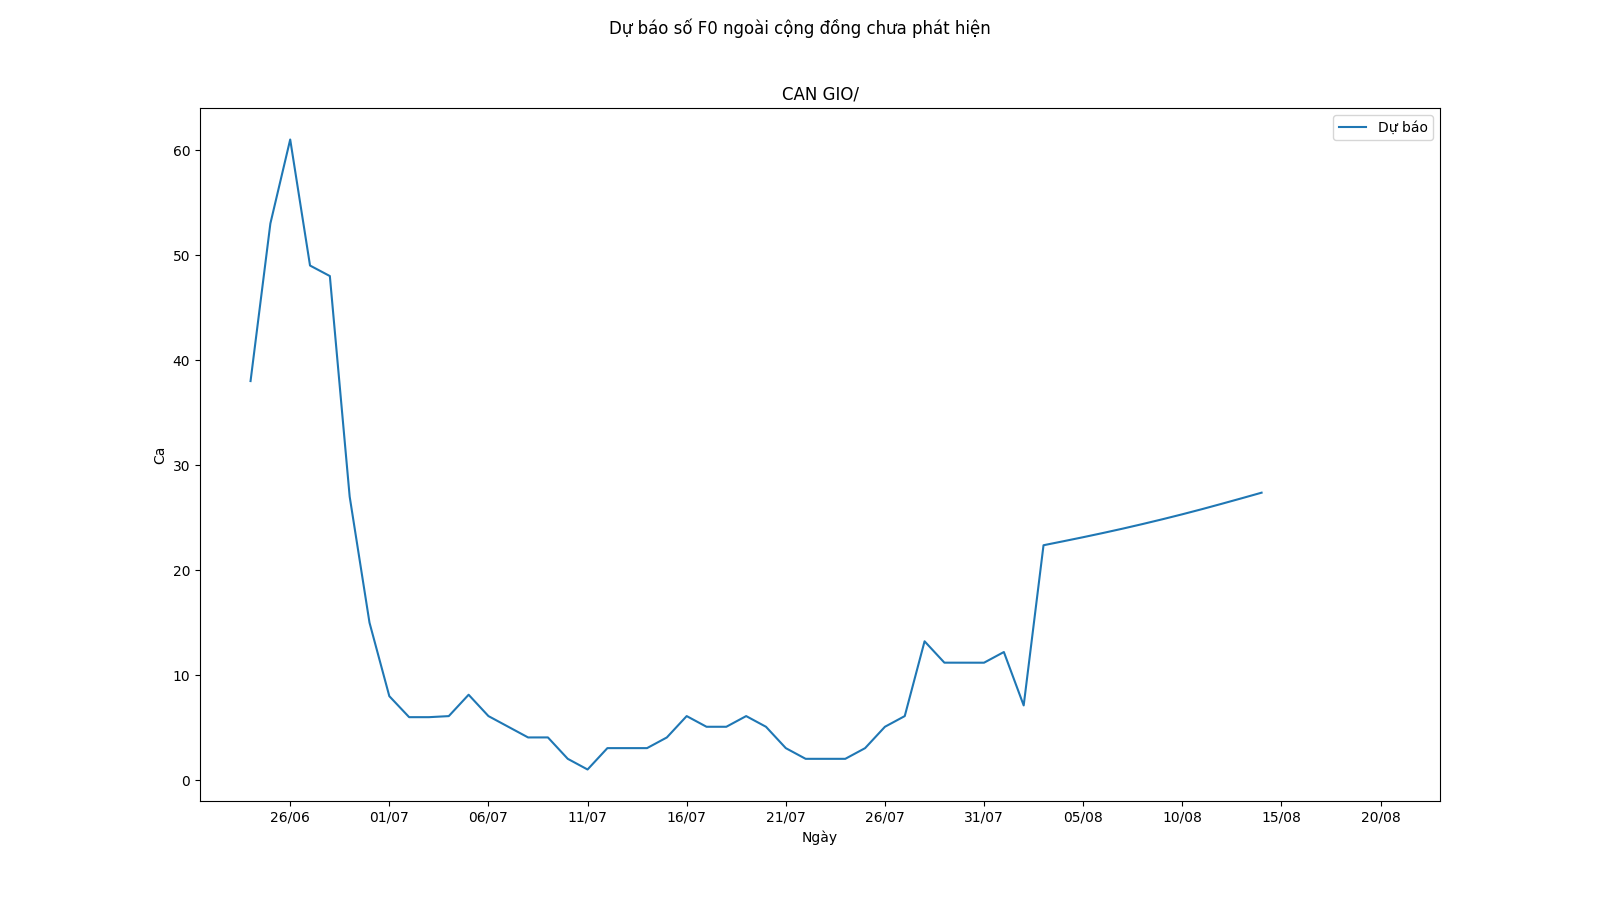 Dự báo số F0 ngoài cộng đồng chưa phát hiện
CAN GIO/
Dự báo
60
50
40
30
20
10
0
Ca
26/06 01/07 06/07 11/07 16/07 21/07 26/07 31/07 05/08 10/08 15/08 20/08
Ngày